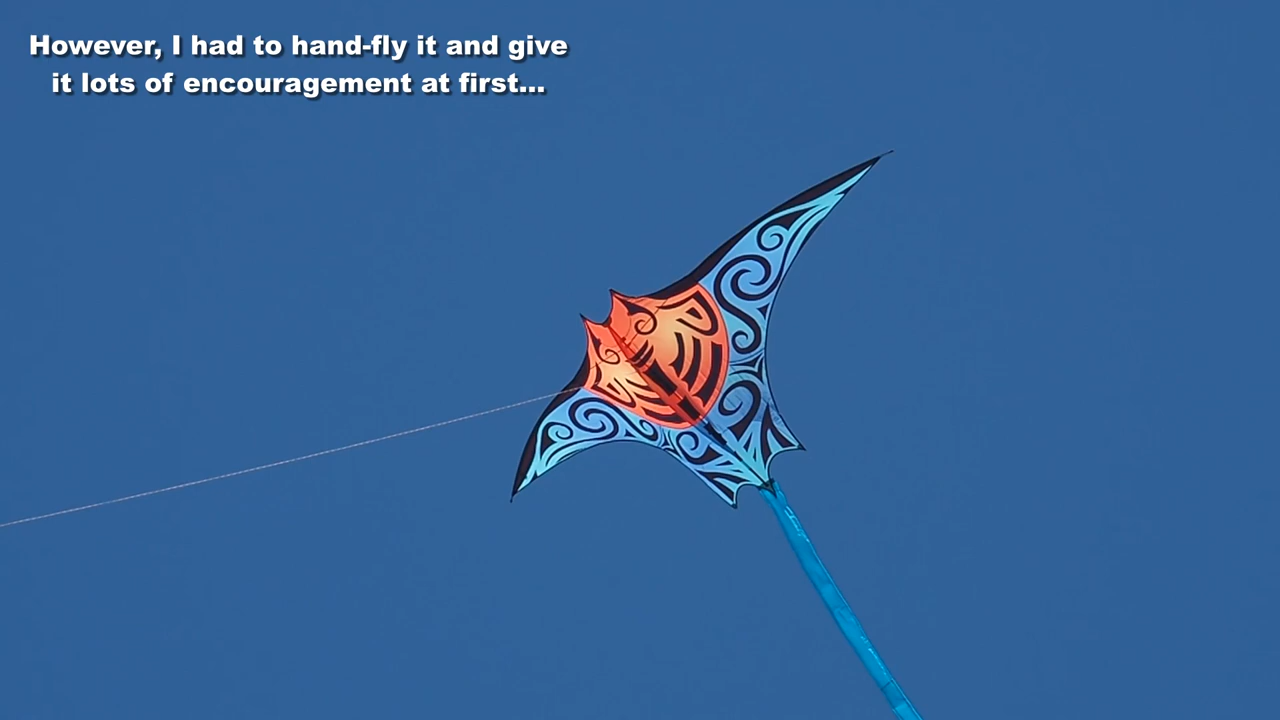 However, I had to hand-fly it and give
it lots of encouragement at first...